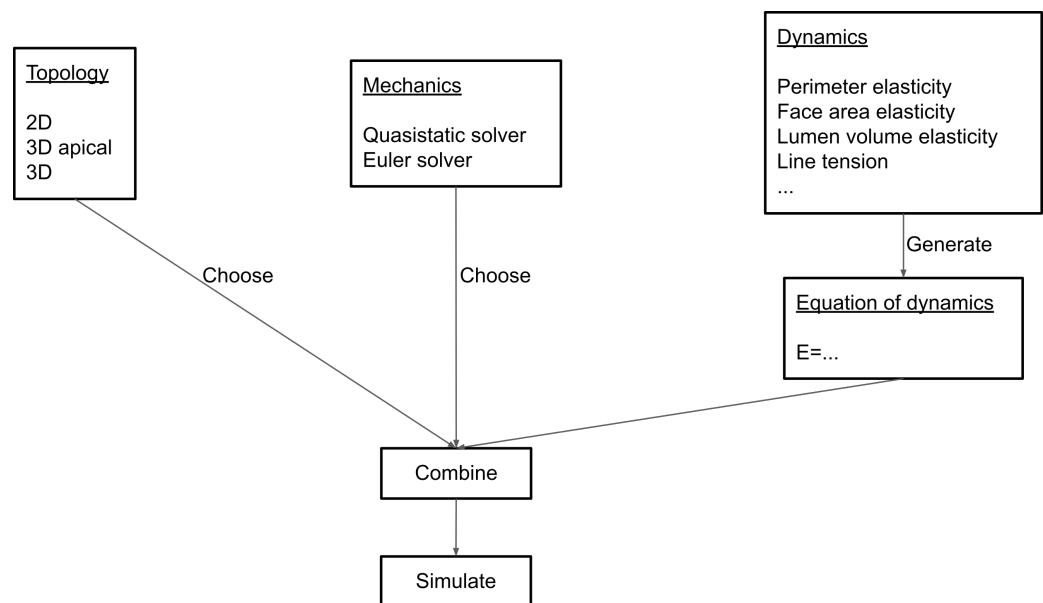 Topology
2D
3D apical
3D
Mechanics
Quasistatic solver
Euler solver
Dynamics
Perimeter elasticity
Face area elasticity
Lumen volume elasticity
Line tension
...
Choose
Choose
Generate
Equation of dynamics
E=...
Combine
Simulate